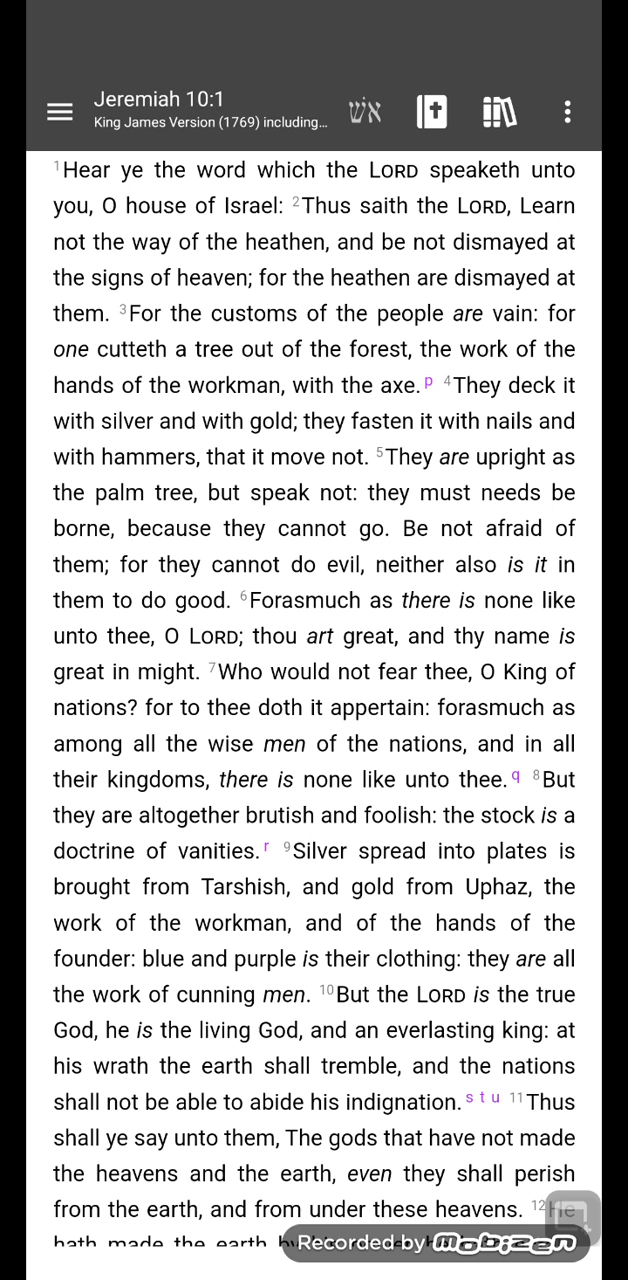 Jeremiah 10:1
King James Version (1769) including...
אש
1Hear ye the word which the LORD speaketh unto
you, O house of Israel: 2Thus saith the LORD, Learn
not the way of the heathen, and be not dismayed at
the signs of heaven; for the heathen are dismayed at
them. 3For the customs of the people are vain: for
one cutteth a tree out of the forest, the work of the
hands of the workman, with the axe. p 4They deck it
with silver and with gold; they fasten it with nails and
with hammers, that it move not. 5They are upright as
the palm tree, but speak not: they must needs be
borne, because they cannot go. Be not afraid of
them; for they cannot do evil, neither also is it in
them to do good. 6Forasmuch as there is none like
unto thee, O LORD; thou art great, and thy name is
great in might. 7Who would not fear thee, O King of
nations? for to thee doth it appertain: forasmuch as
among all the wise men of the nations, and in all
their kingdoms, there is none like unto thee. q 8But
they are altogether brutish and foolish: the stock is a
doctrine of vanities. r 9Silver spread into plates is
brought from Tarshish, and gold from Uphaz, the
work of the workman, and of the hands of the
founder: blue and purple is their clothing: they are all
the work of cunning men. 10But the LORD is the true
God, he is the living God, and an everlasting king: at
his wrath the earth shall tremble, and the nations
shall not be able to abide his indignation. s t u 11Thus
shall ye say unto them, The gods that have not made
the heavens and the earth, even they shall perish
from the earth, and from under these heavens. 12He
hath made the earth by
Recorded by Mobizen